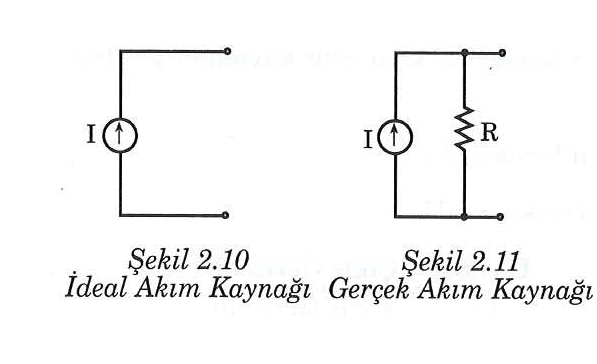 I
I
R
Şekil 2.10
İdeal Akım Kaynağı
Şekil 2.11
Gerçek Akım Kaynağı